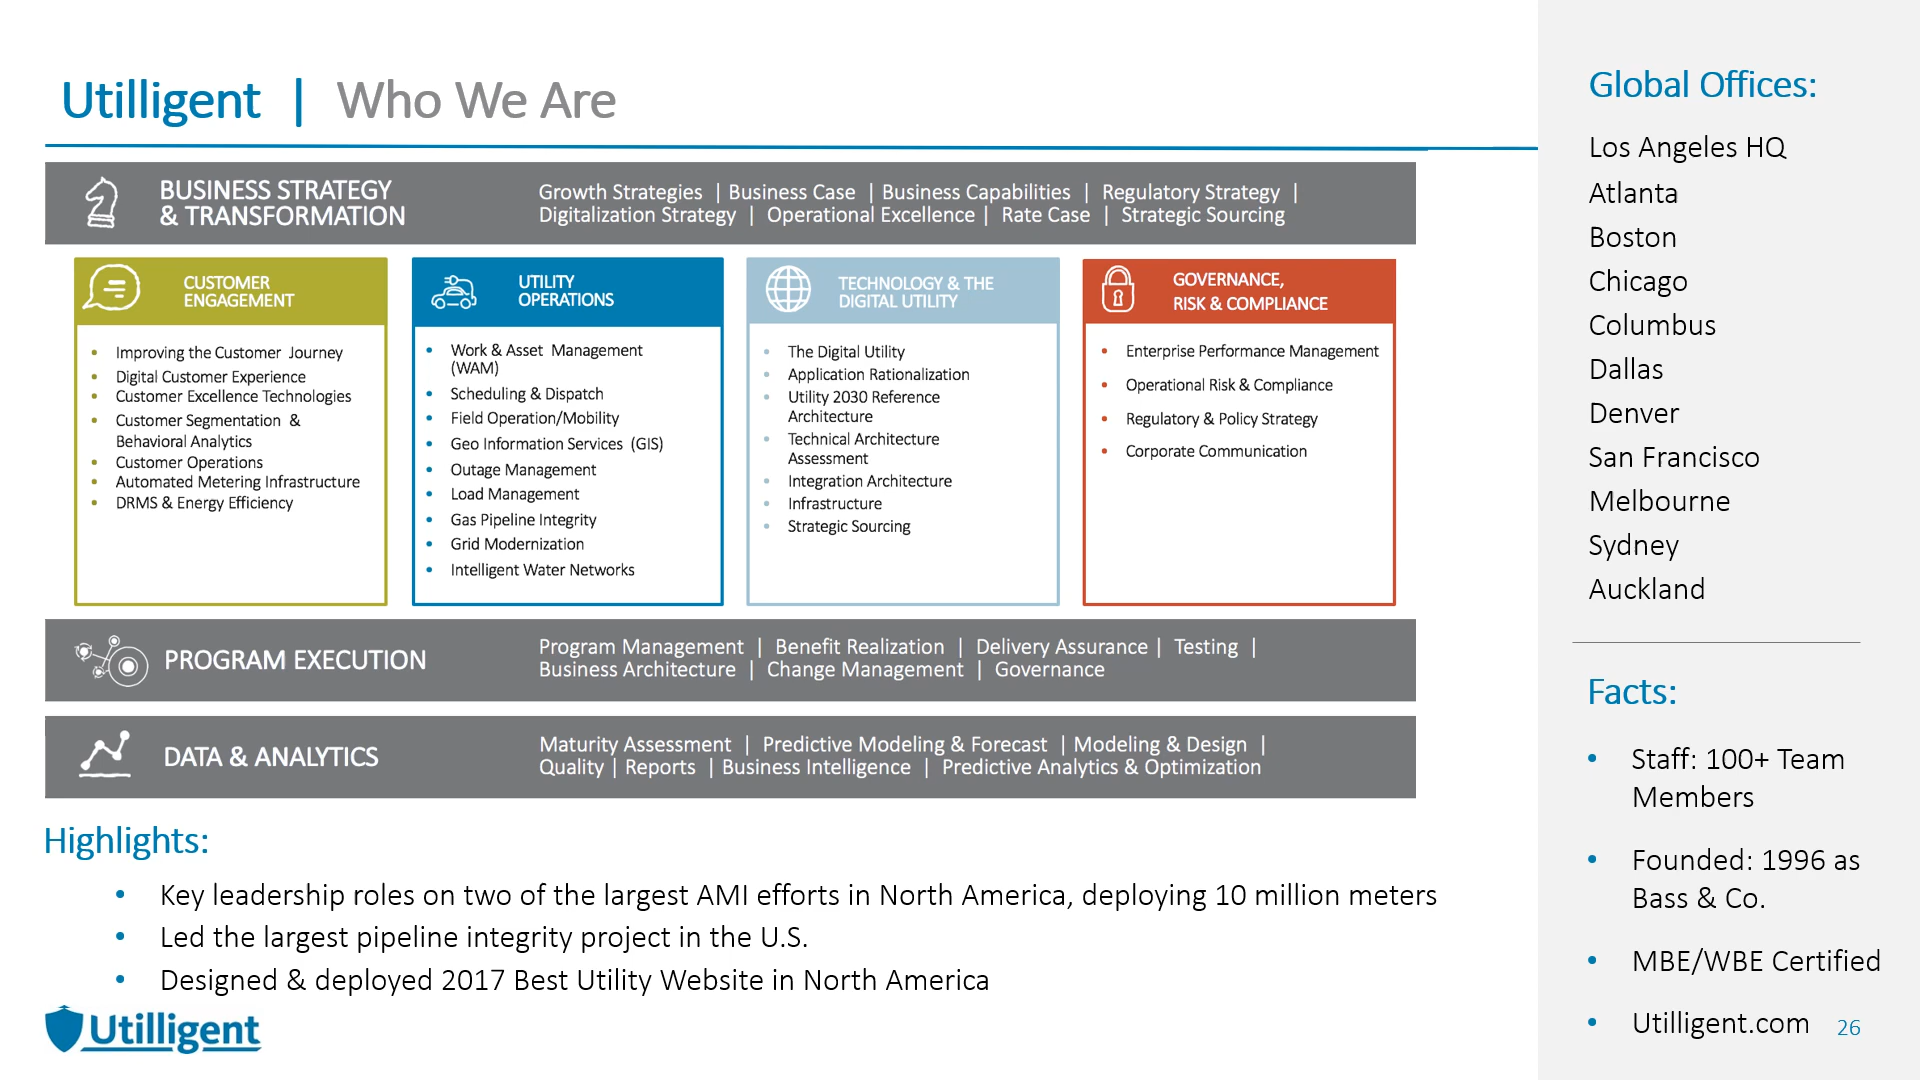 Utilligent | Who We Are
BUSINESS STRATEGY
& TRANSFORMATION
Growth Strategies | Business Case | Business Capabilities | Regulatory Strategy |
Digitalization Strategy | Operational Excellence | Rate Case | Strategic Sourcing
CUSTOMER
ENGAGEMENT
• Improving the Customer Journey
• Digital Customer Experience
• Customer Excellence Technologies
• Customer Segmentation &
Behavioral Analytics
• Customer Operations
• Automated Metering Infrastructure
• DRMS & Energy Efficiency
UTILITY
OPERATIONS
• Work & Asset Management
(WAM)
• Scheduling & Dispatch
• Field Operation/Mobility
• Geo Information Services (GIS)
• Outage Management
• Load Management
• Gas Pipeline Integrity
• Grid Modernization
• Intelligent Water Networks
TECHNOLOGY & THE
DIGITAL UTILITY
• The Digital Utility
• Application Rationalization
• Utility 2030 Reference
Architecture
• Technical Architecture
Assessment
• Integration Architecture
• Infrastructure
• Strategic Sourcing
GOVERNANCE,
RISK & COMPLIANCE
• Enterprise Performance Management
• Operational Risk & Compliance
• Regulatory & Policy Strategy
• Corporate Communication
PROGRAM EXECUTION
Program Management | Benefit Realization | Delivery Assurance | Testing |
Business Architecture | Change Management | Governance
DATA & ANALYTICS
Maturity Assessment | Predictive Modeling & Forecast | Modeling & Design |
Quality | Reports | Business Intelligence | Predictive Analytics & Optimization
Highlights:
• Key leadership roles on two of the largest AMI efforts in North America, deploying 10 million meters
• Led the largest pipeline integrity project in the U.S.
• Designed & deployed 2017 Best Utility Website in North America
Utilligent
Global Offices:
Los Angeles HQ
Atlanta
Boston
Chicago
Columbus
Dallas
Denver
San Francisco
Melbourne
Sydney
Auckland
Facts:
• Staff: 100+ Team
Members
• Founded: 1996 as
Bass & Co.
• MBE/WBE Certified
• Utilligent.com
26